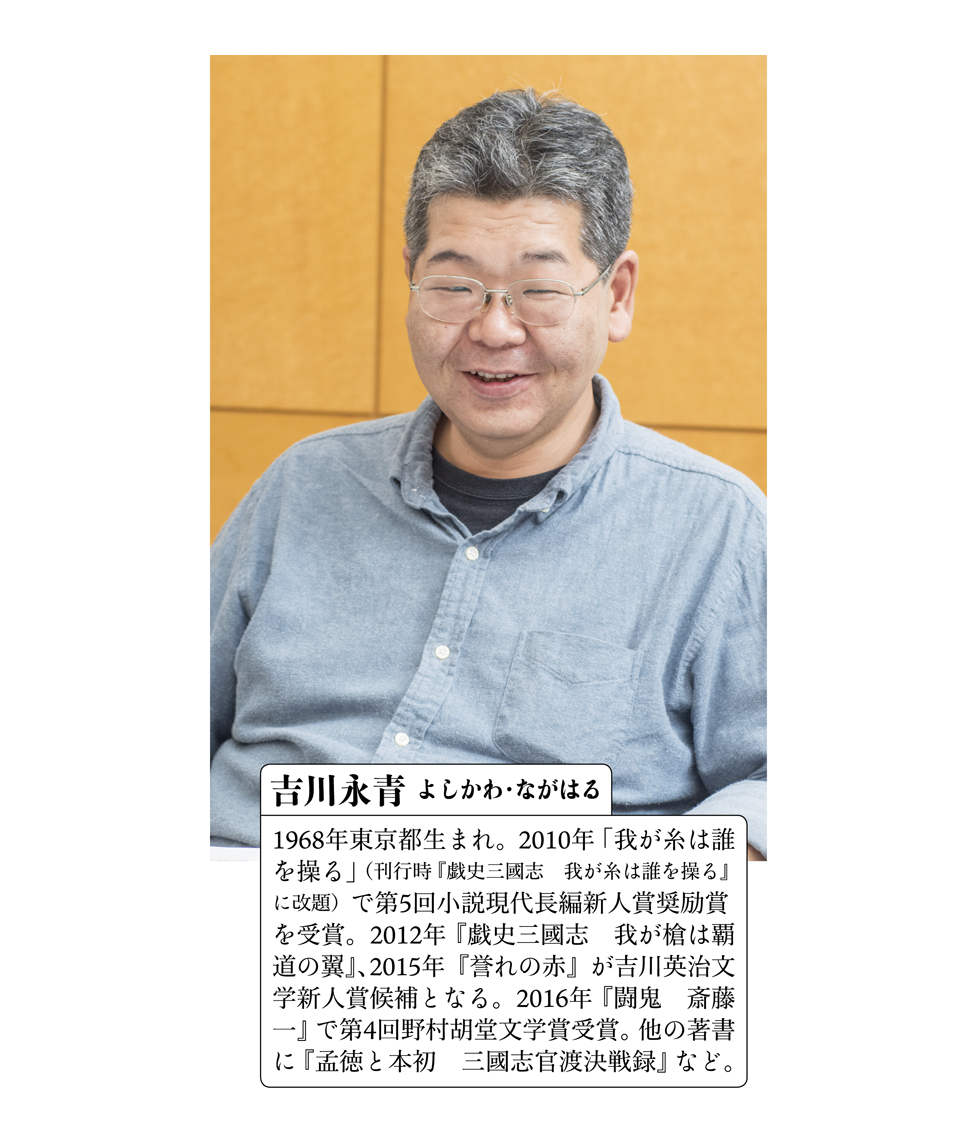 吉川永青 よしかわ・ながはる
1968年東京都生まれ。2010年「我が糸は誰
を操る」（刊行時『戯史三國志　我が糸は誰を操る』
に改題）で第5回小説現代長編新人賞奨励賞
を受賞。2012年『戯史三國志　我が槍は覇
道の翼』、2015年『誉れの赤』が吉川英治文
学新人賞候補となる。2016年『闘鬼　斎藤
一』で第4回野村胡堂文学賞受賞。他の著書
に『孟徳と本初　三國志官渡決戦録』など。